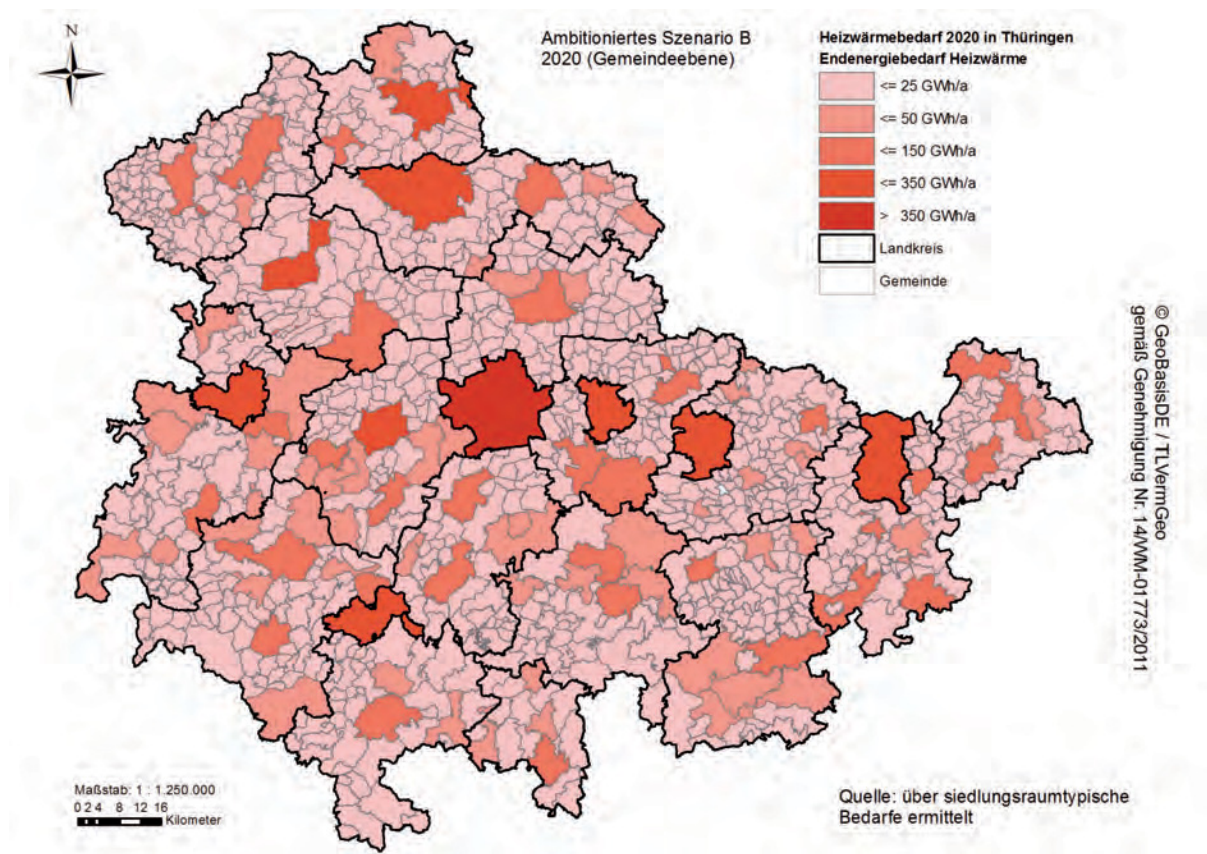 N
Ambitioniertes Szenario B
2020 (Gemeindeebene)
Heizwärmebedarf 2020 in Thüringen
Endenergiebedarf Heizwärme
<= 25 GWh/a
<= 50 GWh/a
<= 150 GWh/a
<= 350 GWh/a
> 350 GWh/a
Landkreis
Gemeinde
© GeoBasisDE / TLVermGeo
gemäß Genehmigung Nr. 14/WM-01773/2011
Maßstab: 1 : 1.250.000
0 2 4 8 12 16
Kilometer
Quelle: über siedlungsraumtypische
Bedarfe ermittelt